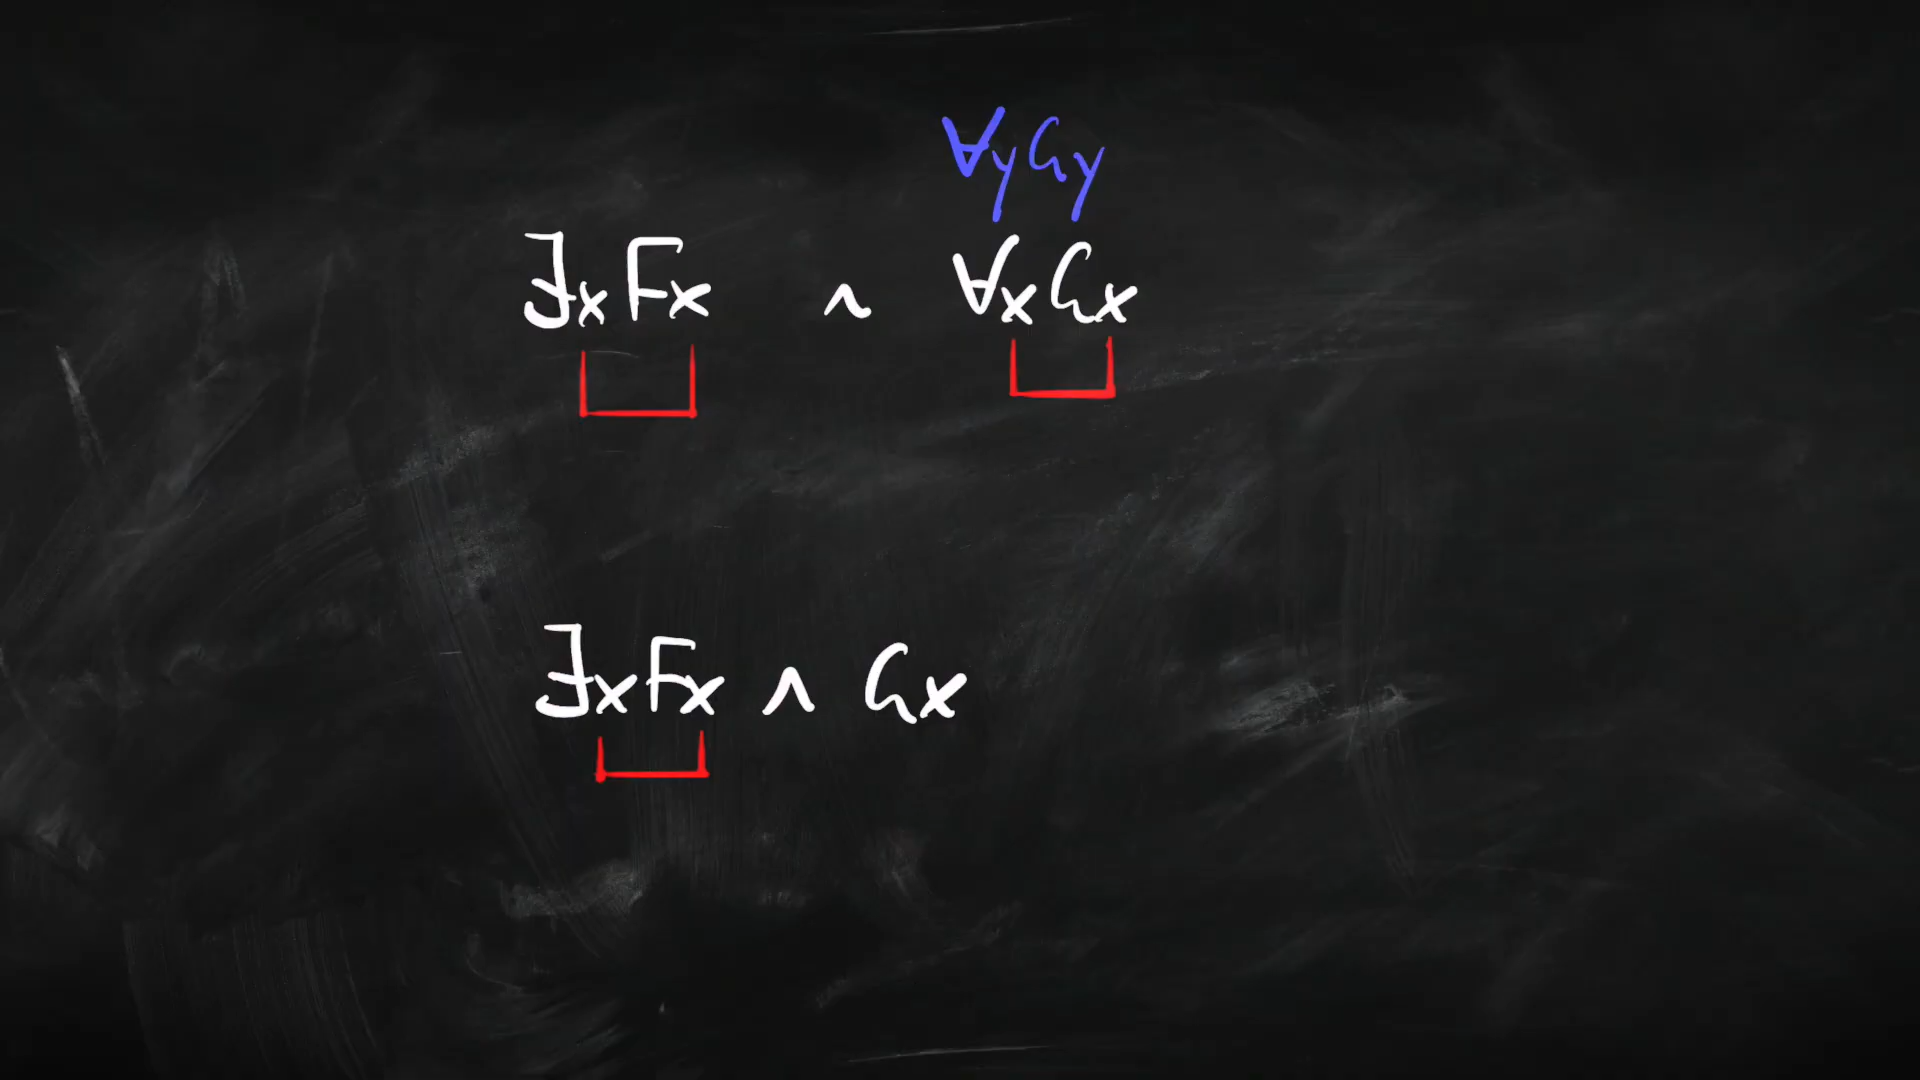 ∀yGy
∃xFx ∧ ∀xGx
∃xFx ∧ Gx